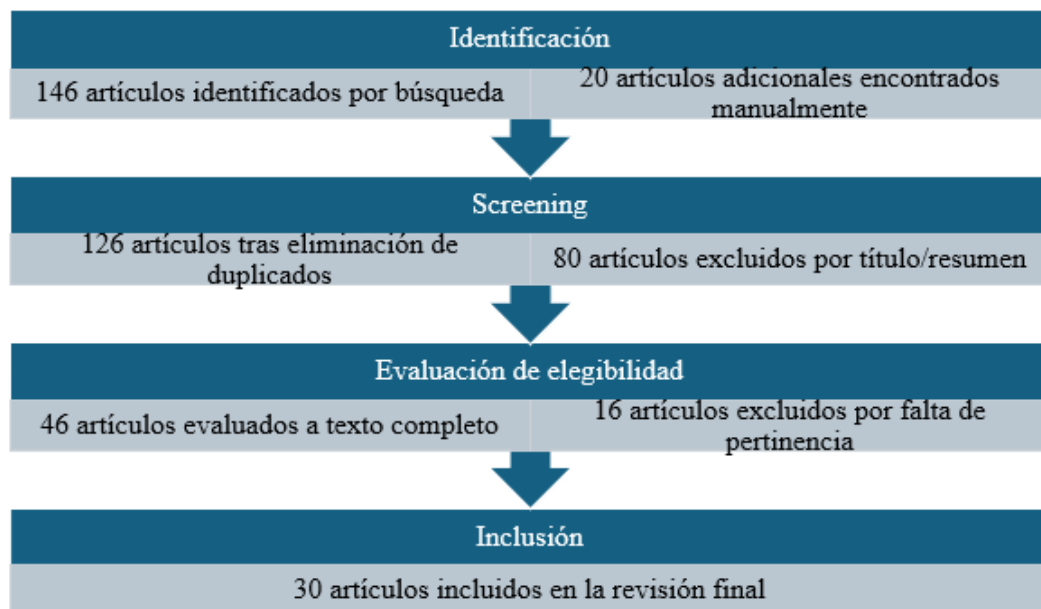 Identificación
146 artículos identificados por búsqueda
20 artículos adicionales encontrados
manualmente
Screening
126 artículos tras eliminación de
duplicados
80 artículos excluidos por título/resumen
Evaluación de elegibilidad
46 artículos evaluados a texto completo
16 artículos excluidos por falta de
pertinencia
Inclusión
30 artículos incluidos en la revisión final